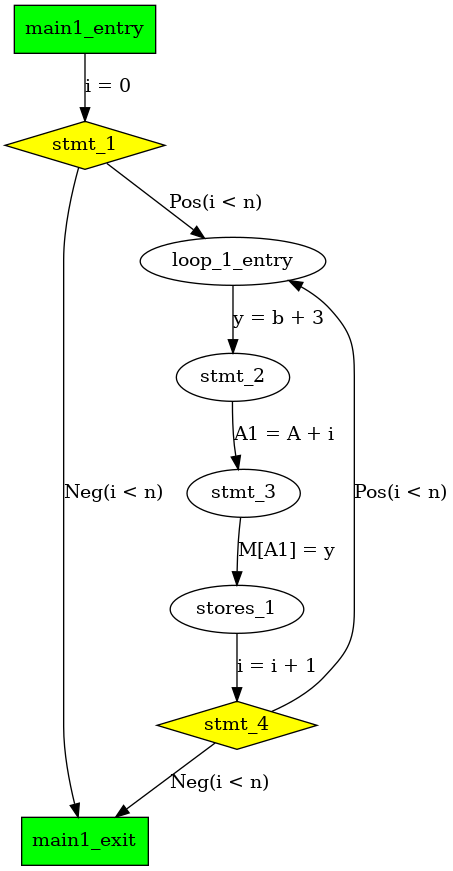 main1_entry
i = 0
stmt_1
Pos(i < n)
loop_1_entry
y = b + 3
stmt_2
A1 = A + i
stmt_3
Neg(i < n)
Pos(i < n)
M[A1] = y
stores_1
i = i + 1
stmt_4
Neg(i < n)
main1_exit